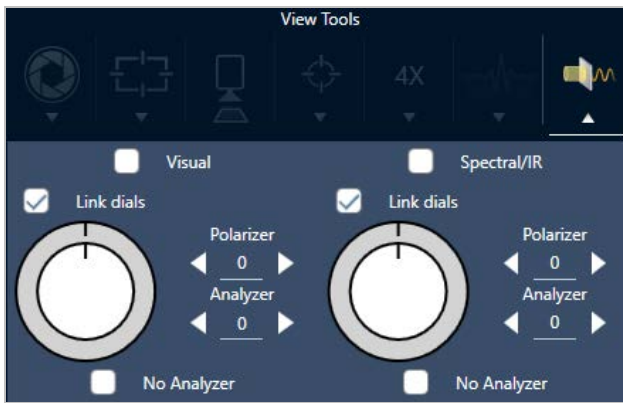 View Tools
4X
Visual Spectral/IR
Link dials Link dials
Polarizer Polarizer
0 0
Analyzer Analyzer
0 0
No Analyzer No Analyzer